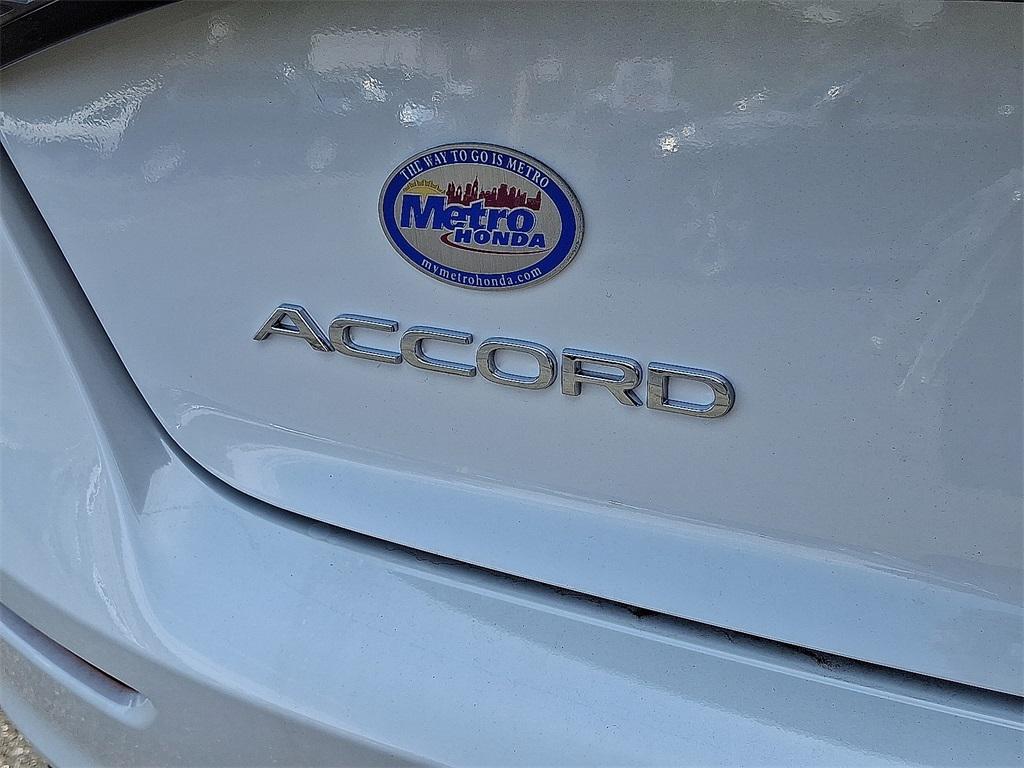 THE WAY TO GO IS METRO
Metro
HONDA
mymetrohonda.com
ACCORD